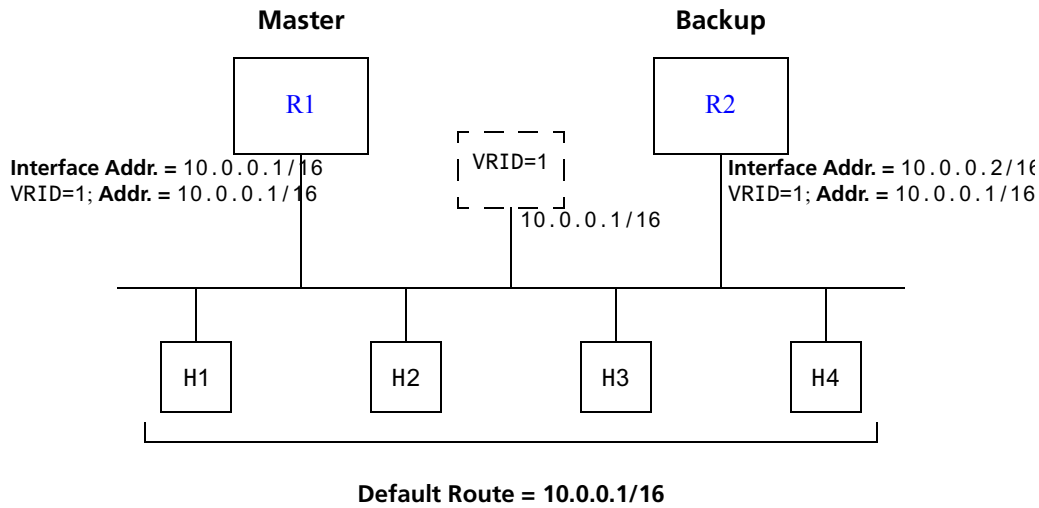 Master
Backup
R1
R2
VRID=1
Interface Addr. = 10.0.0.1/16
VRID=1; Addr. = 10.0.0.1/16
Interface Addr. = 10.0.0.2/16
VRID=1; Addr. = 10.0.0.1/16
10.0.0.1/16
H1
H2
H3
H4
Default Route = 10.0.0.1/16